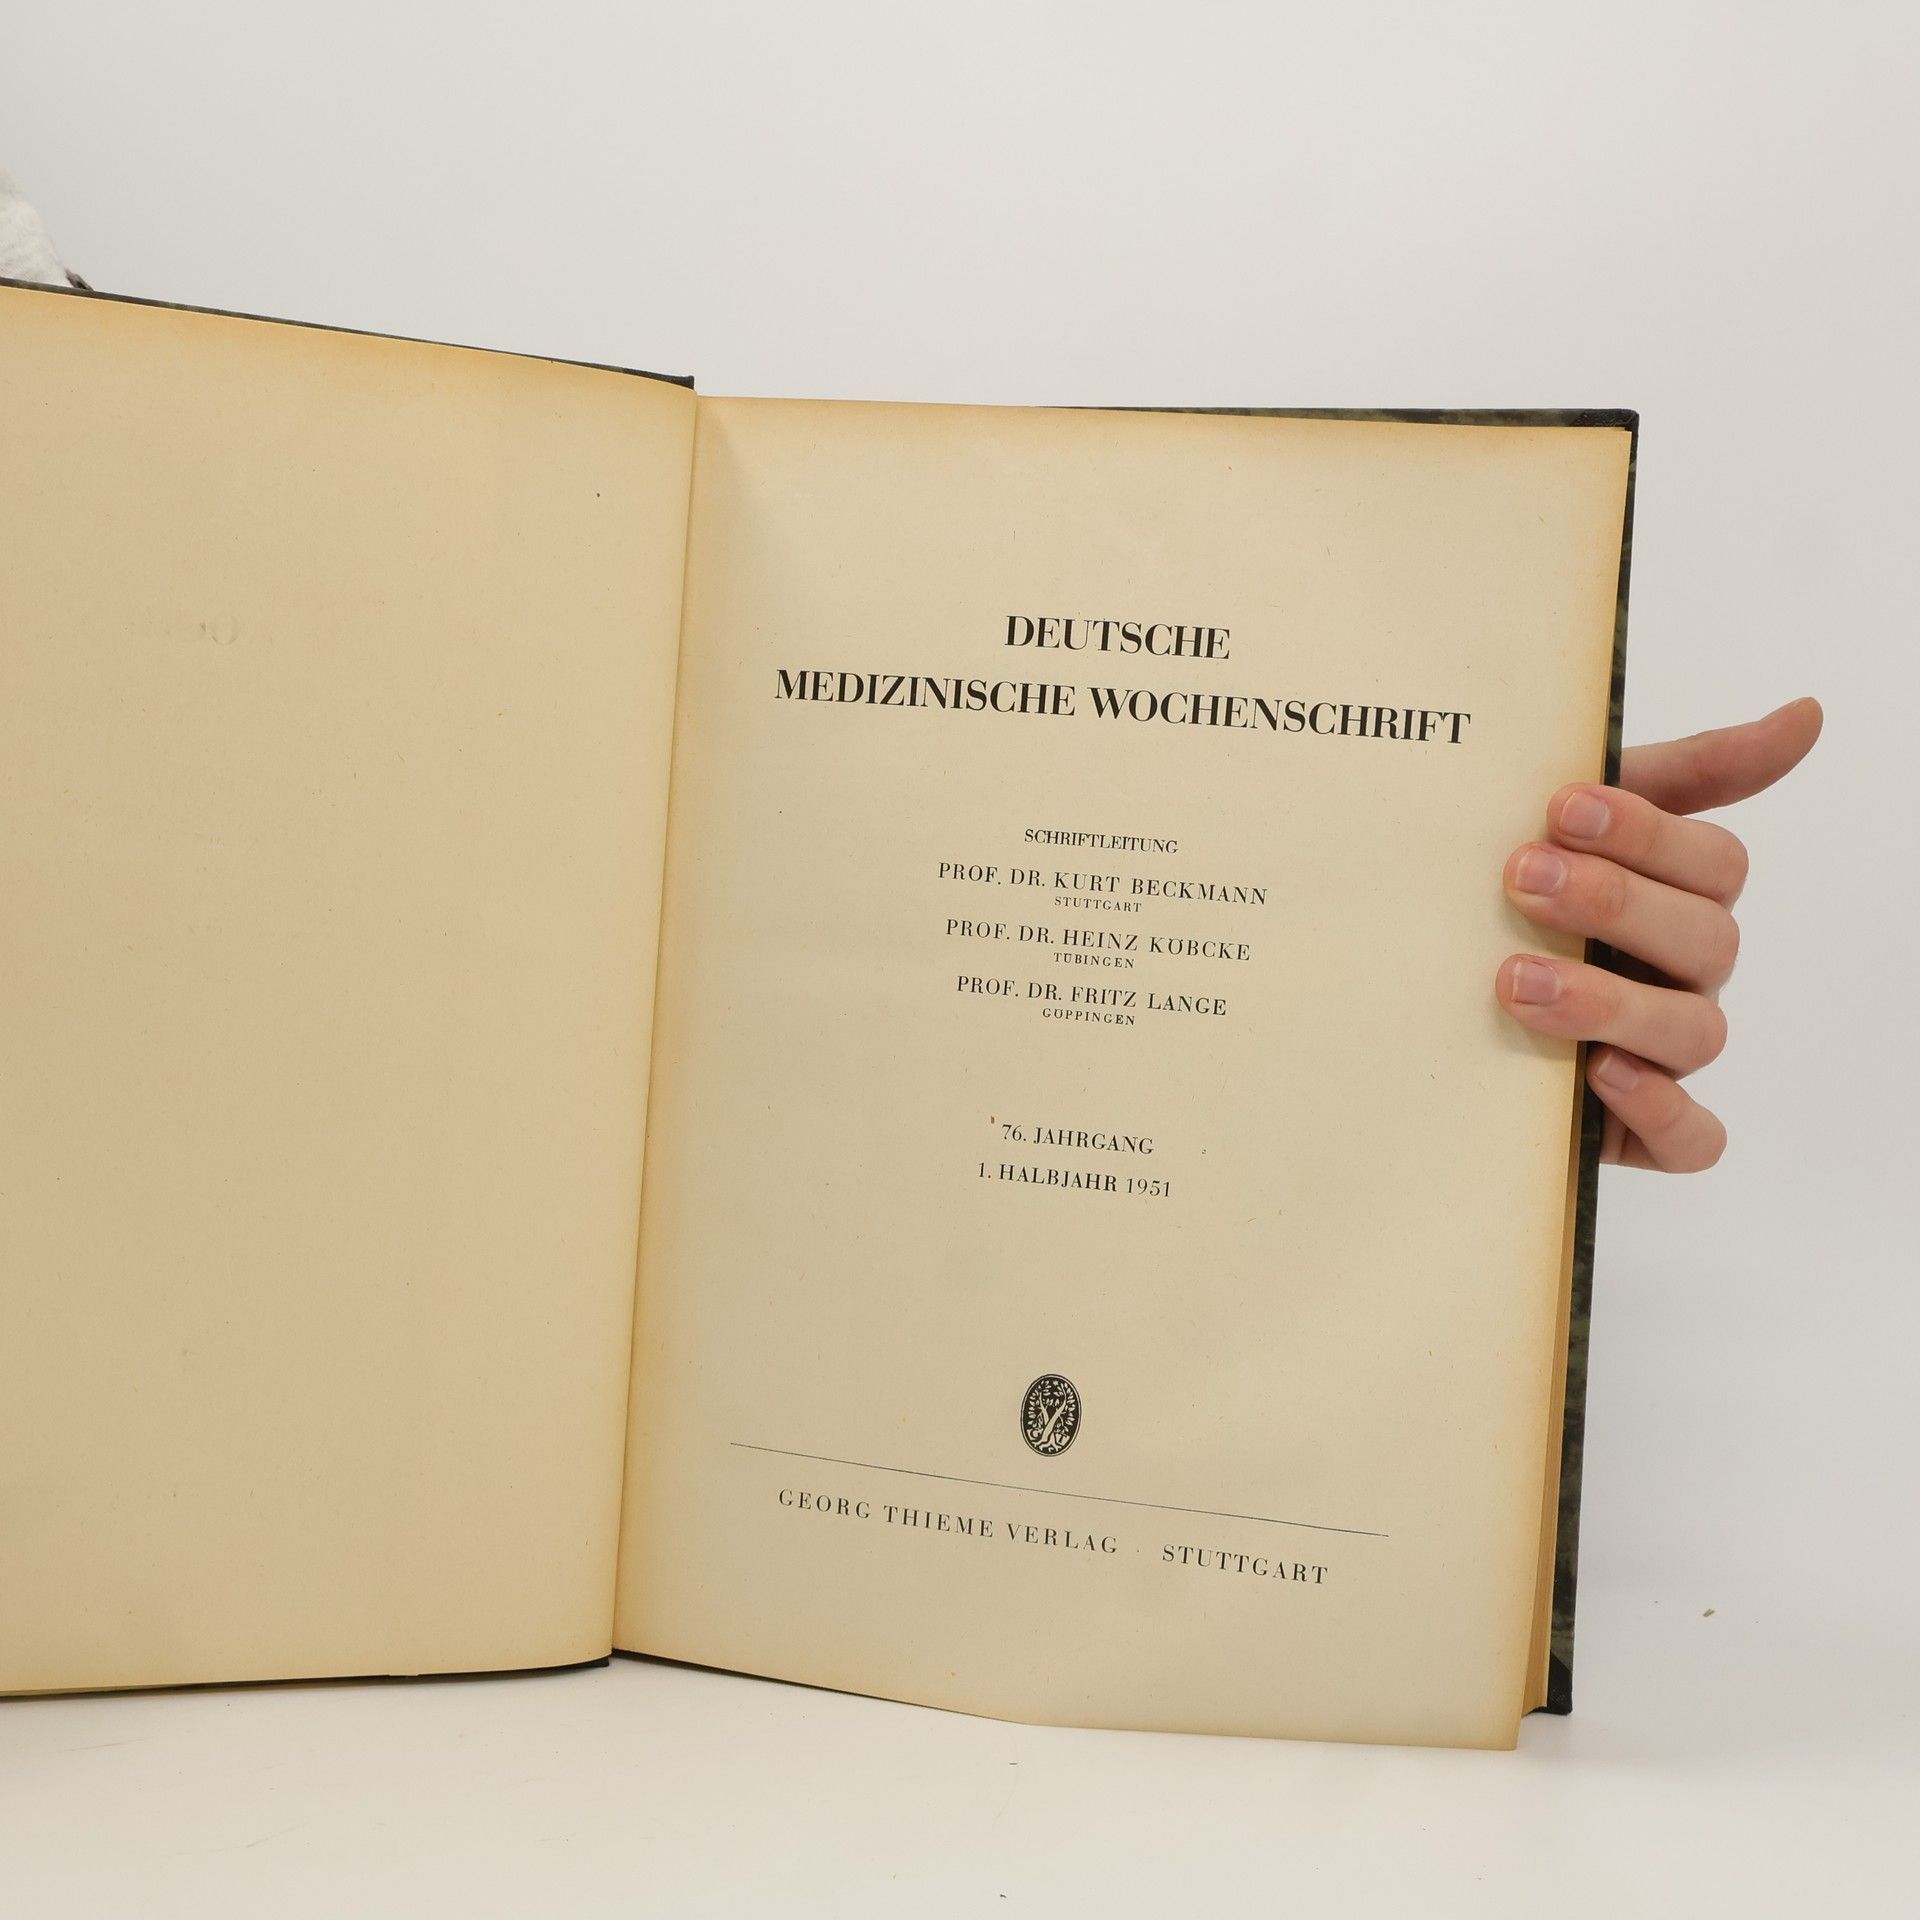 DEUTSCHE
MEDIZINISCHE WOCHENSCHRIFT
SCHRIFTLEITUNG
PROF. DR. KURT BECKMANN
STUTTGART
PROF. DR. HEINZ KÖBCKE
TÜBINGEN
PROF. DR. FRITZ LANGE
GÖPPINGEN
76. JAHRGANG
1. HALBJAHR 1951
GEORG THIEME VERLAG · STUTTGART